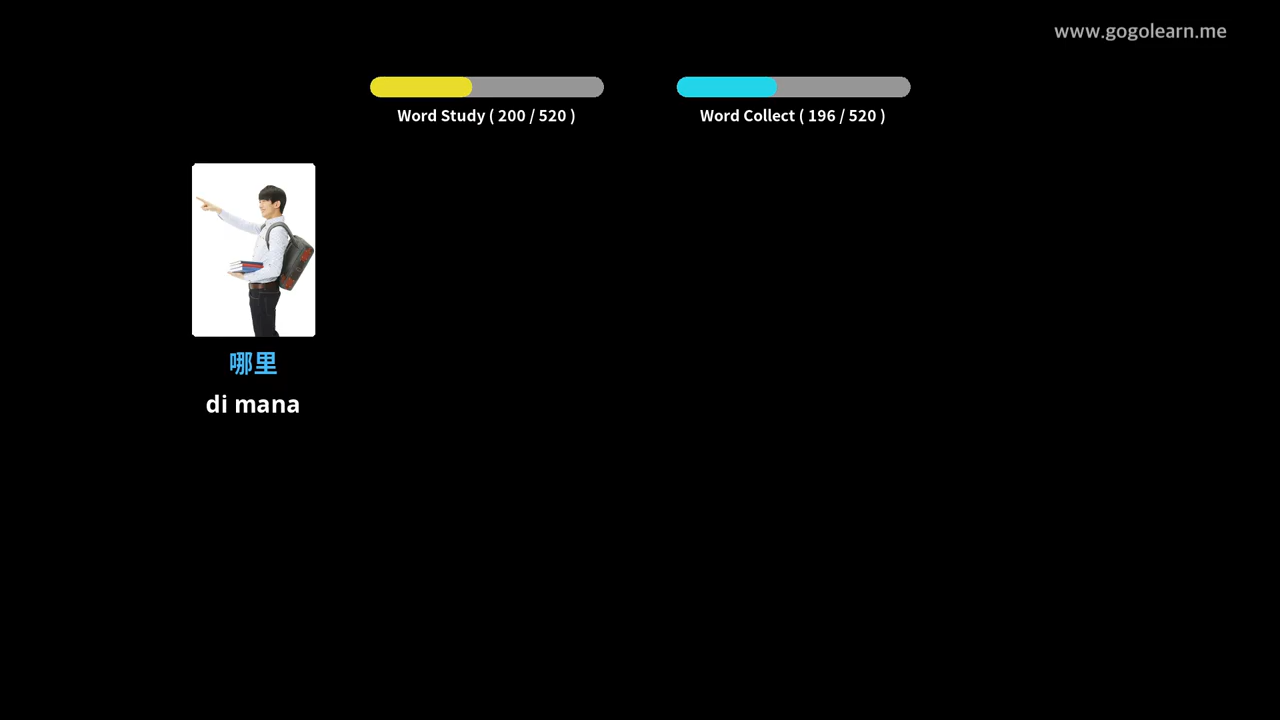 www.gogolearn.me
Word Study ( 200 / 520 )
Word Collect ( 196 / 520 )
哪里
di mana